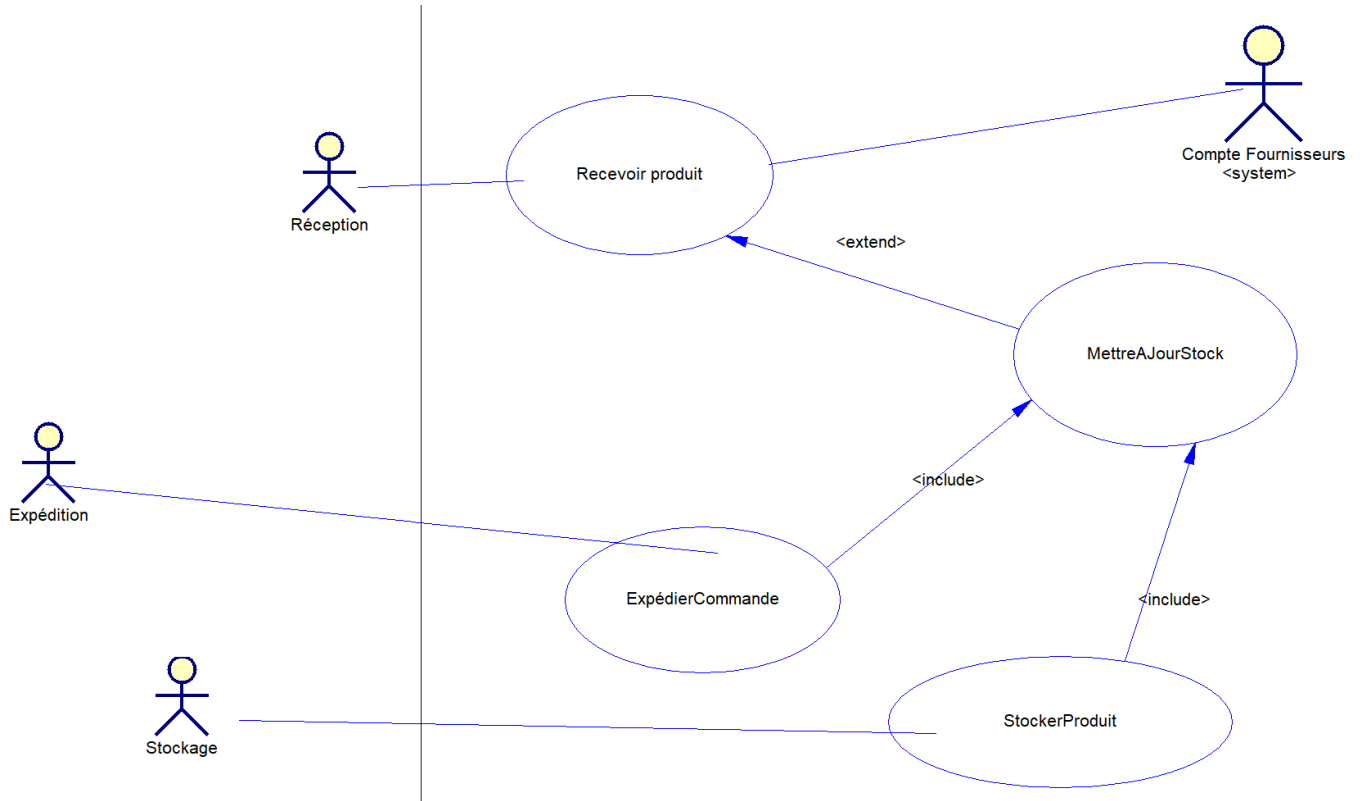 Compte Fournisseurs
<system>
Recevoir produit
Réception
<extend>
MettreAJourStock
<include>
Expédition
ExpédierCommande
<include>
StockerProduit
Stockage